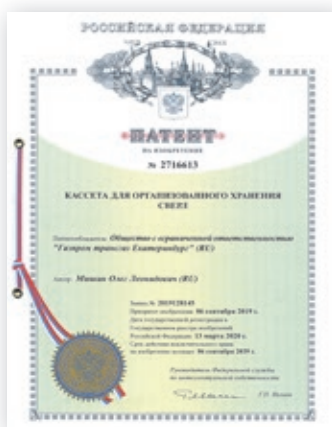 РОССИЙСКАЯ ФЕДЕРАЦИЯ
ПАТЕНТ
НА ИЗОБРЕТЕНИЕ
№ 2716613
КАССЕТА ДЛЯ ОРГАНИЗОВАННОГО ХРАНЕНИЯ
СВЕРЛ
Патентообладатель: Общество с ограниченной ответственностью
"Газпром трансгаз Екатеринбург" (RU)
Автор: Олег Леонидович (RU)
Заявка № 2019128145
Приоритет изобретения 06 сентября 2019 г.
Дата государственной регистрации в
Государственном реестре изобретений
Российской Федерации 13 марта 2020 г.
Срок действия исключительного права
на изобретение истекает 06 сентября 2039 г.
Руководитель Федеральной службы
по интеллектуальной собственности
Г.П. Ивлиев